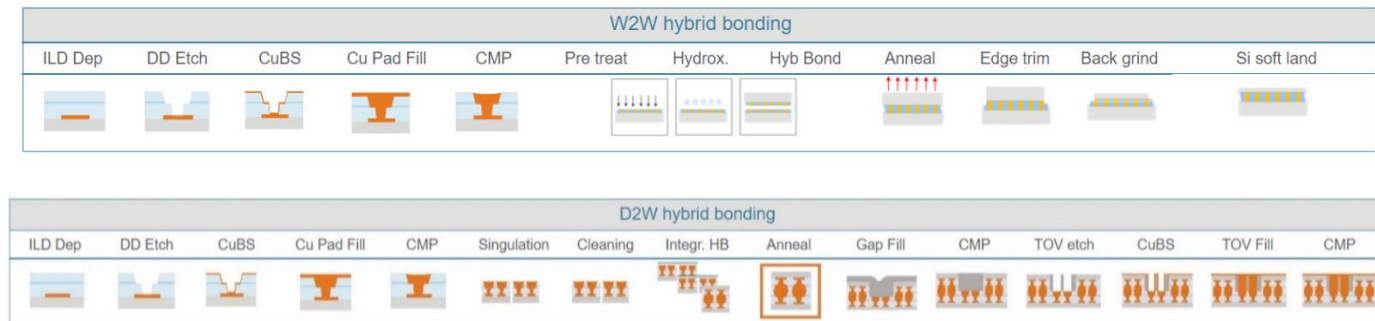 W2W hybrid bonding
ILD Dep DD Etch CuBS Cu Pad Fill CMP Pre treat Hydrox. Hyb Bond Anneal Edge trim Back grind Si soft land
D2W hybrid bonding
ILD Dep DD Etch CuBS Cu Pad Fill CMP Singulation Cleaning Integr. HB Anneal Gap Fill CMP TOV etch CuBS TOV Fill CMP